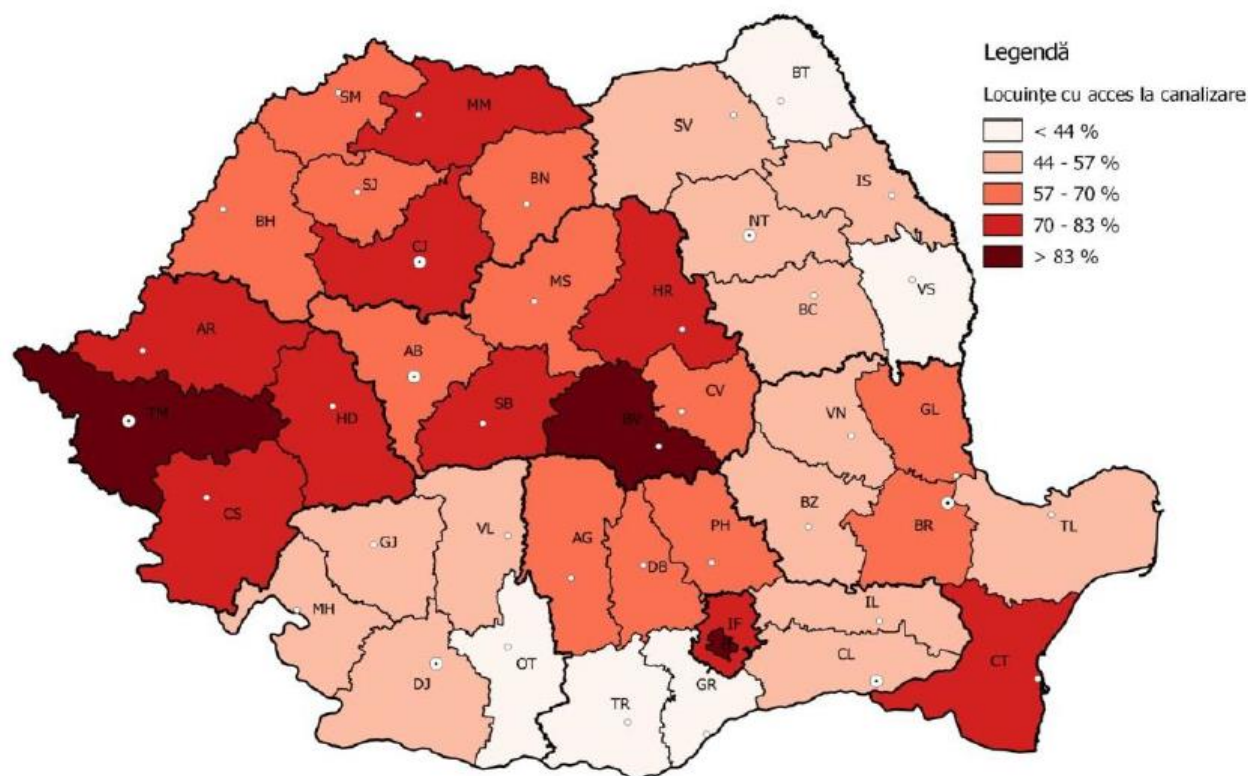 Legendă
Locuințe cu acces la canalizare
< 44 %
44 - 57 %
57 - 70 %
70 - 83 %
> 83 %
BT
SM
MM
SV
SJ
BN
IS
BH
NT
CJ
MS
HR
VS
BC
AR
AB
TM
HD
SB
BV
CV
VN
GL
CS
BZ
BR
TL
GJ
VL
AG
DB
PH
MH
IF
IL
DJ
OT
CL
CT
TR
GR